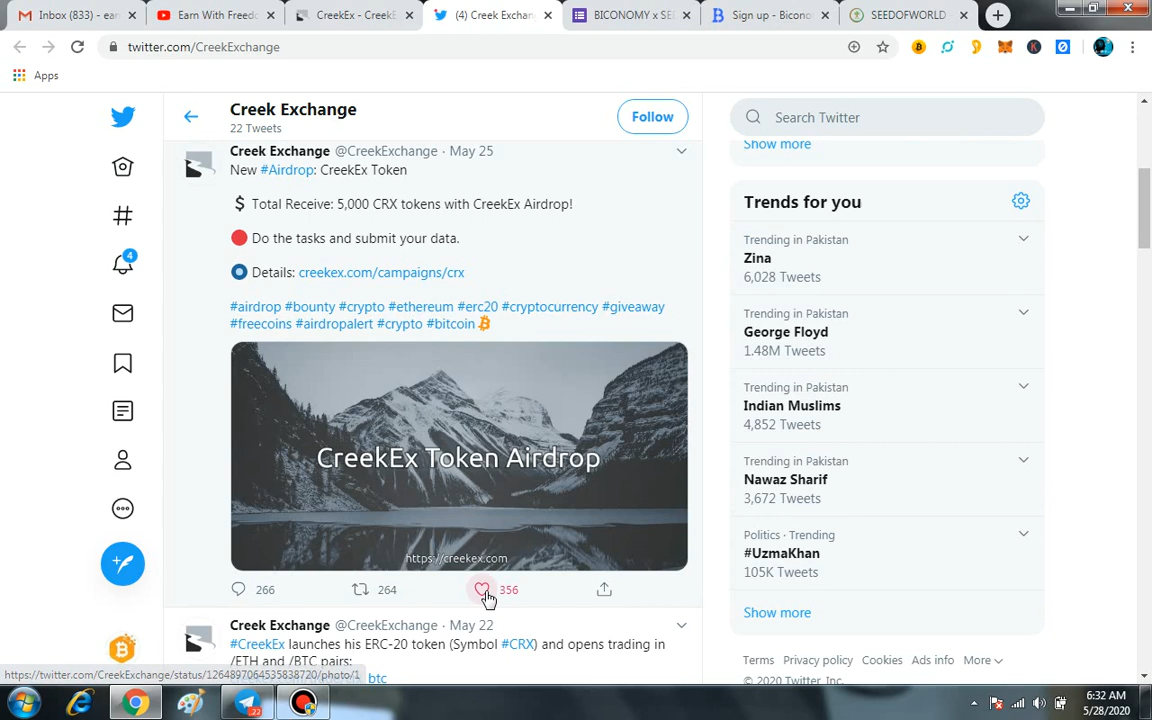 Inbox (833) - ear
Earn With Freedo
CreekEx - CreekE
(4) Creek Exchan
BICONOMY x SE
Sign up - Bicono
SEEDOFWORLD
twitter.com/CreekExchange
Apps
Creek Exchange
22 Tweets
Follow
Search Twitter
Show more
Creek Exchange @CreekExchange · May 25
New #Airdrop: CreekEx Token
Total Receive: 5,000 CRX tokens with CreekEx Airdrop!
Do the tasks and submit your data.
Details: creekex.com/campaigns/crx
#airdrop #bounty #crypto #ethereum #erc20 #cryptocurrency #giveaway
#freecoins #airdropalert #crypto #bitcoin
CreekEx Token Airdrop
https://creekex.com
266
264
356
Creek Exchange @CreekExchange · May 22
#CreekEx launches his ERC-20 token (Symbol #CRX) and opens trading in
/ETH and /BTC pairs:
btc
Trends for you
Trending in Pakistan
Zina
6,028 Tweets
Trending in Pakistan
George Floyd
1.48M Tweets
Trending in Pakistan
Indian Muslims
4,852 Tweets
Trending in Pakistan
Nawaz Sharif
3,672 Tweets
Politics · Trending
#UzmaKhan
105K Tweets
Show more
Terms Privacy policy Cookies Ads info More
© 2020 Twitter, Inc.
4
https://twitter.com/CreekExchange/status/1264897064535838720/photo/1
22
6:32 AM
5/28/2020